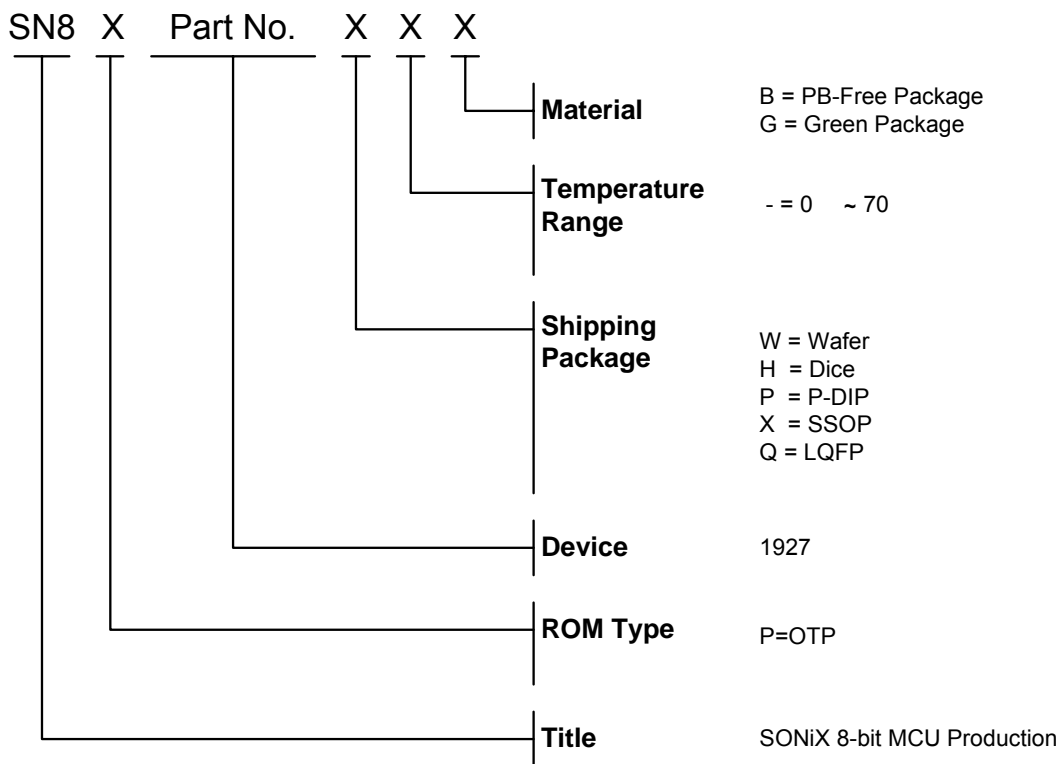 SN8 X Part No. X X X
Material
B = PB-Free Package
G = Green Package
Temperature
Range
- = 0 ~ 70
Shipping
Package
W = Wafer
H = Dice
P = P-DIP
X = SSOP
Q = LQFP
Device
1927
ROM Type
P=OTP
Title
SONiX 8-bit MCU Production